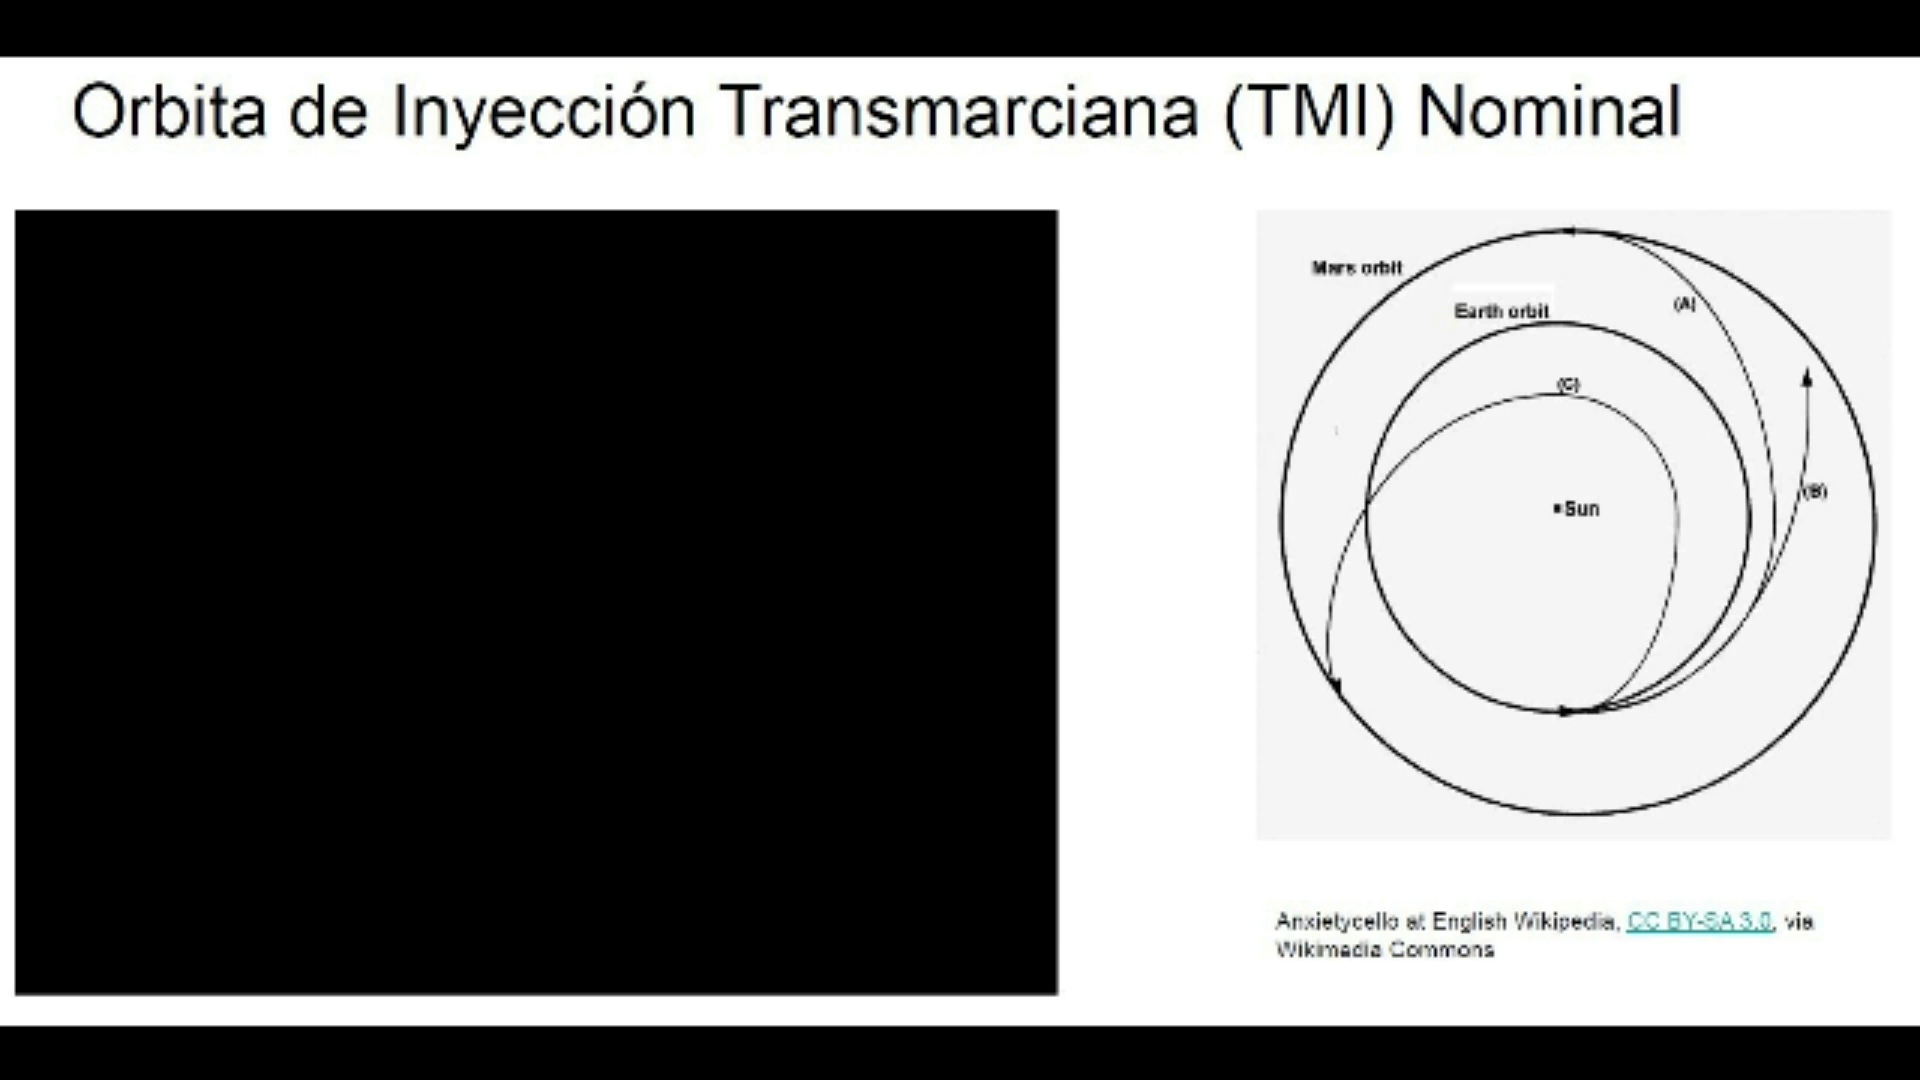 Orbita de Inyección Transmarciana (TMI) Nominal
Mars orbit
(A)
Earth orbit
(C)
(B)
Sun
Anxietycello at English Wikipedia, CC BY-SA 3.0, via
Wikimedia Commons